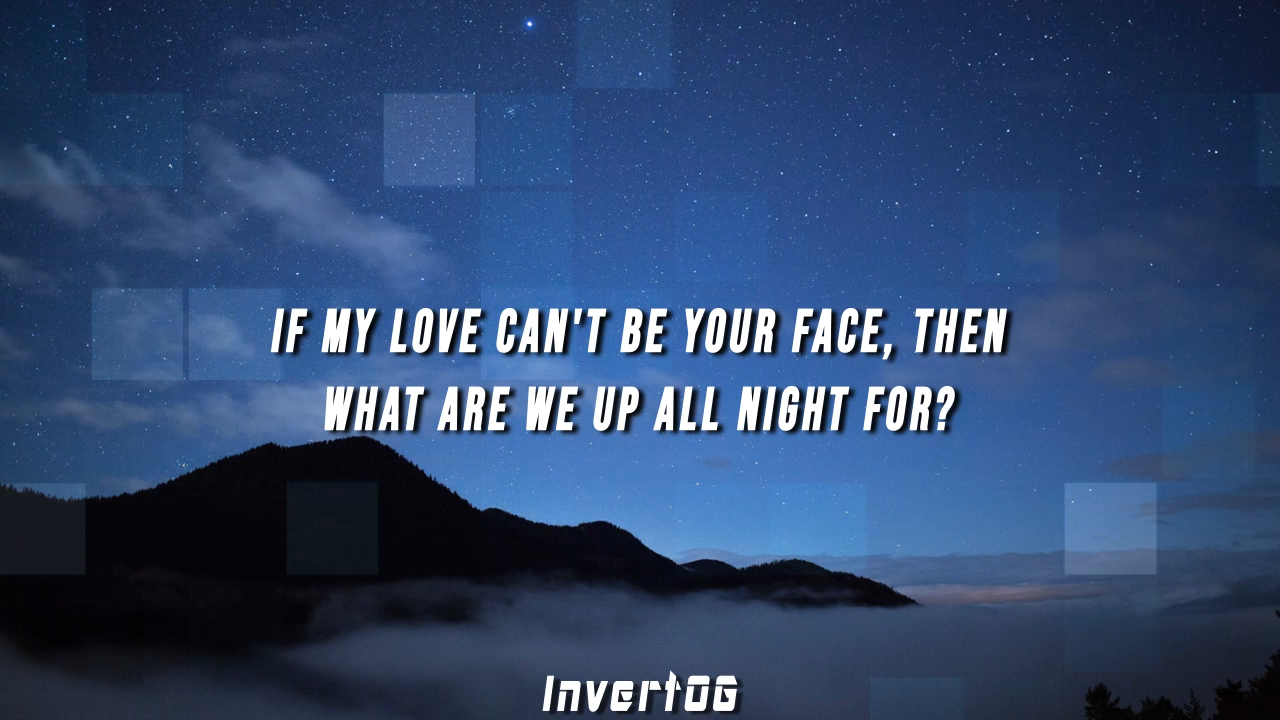 IF MY LOVE CAN'T BE YOUR FACE, THEN
WHAT ARE WE UP ALL NIGHT FOR?
InvertOG